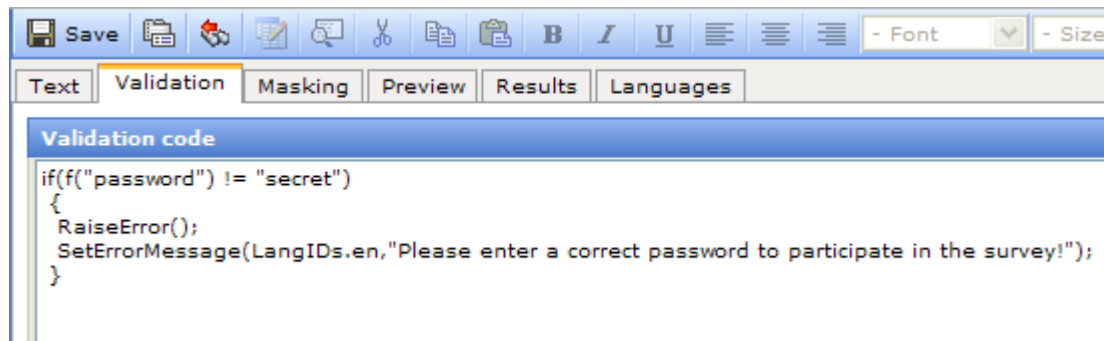 Save B I U - Font - Size
Text Validation Masking Preview Results Languages
Validation code
if(f("password") != "secret")
{
RaiseError();
SetErrorMessage(LangIDs.en,"Please enter a correct password to participate in the survey!");
}